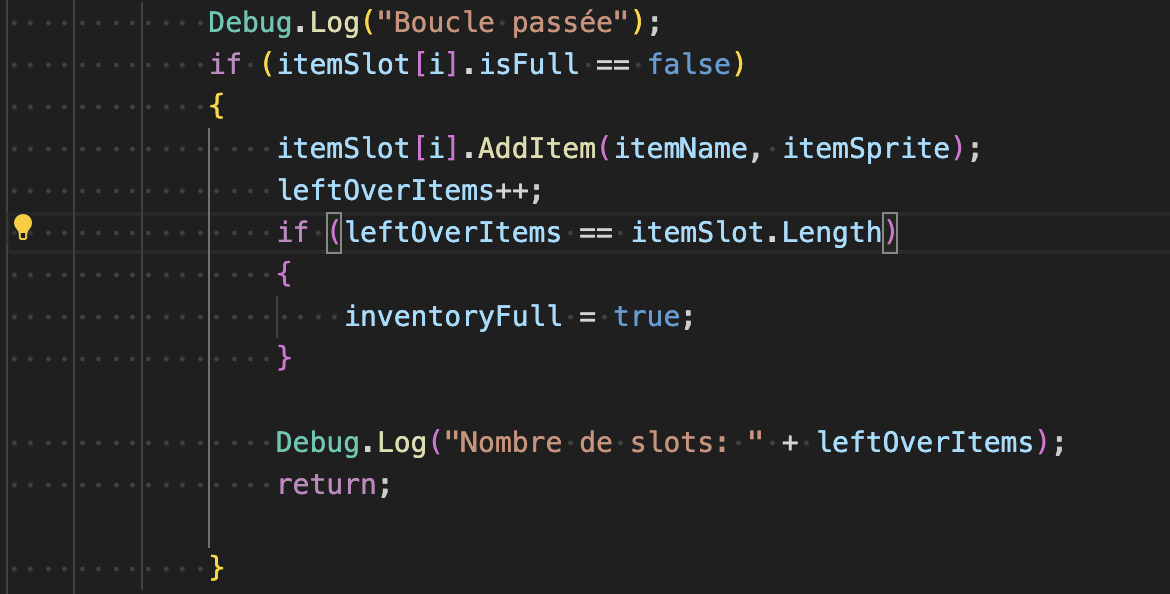 Debug.Log("Boucle passée");
if (itemSlot[i].isFull == false)
{
itemSlot[i].AddItem(itemName, itemSprite);
leftOverItems++;
if (leftOverItems == itemSlot.Length)
{
inventoryFull = true;
}
Debug.Log("Nombre de slots: " + leftOverItems);
return;
}